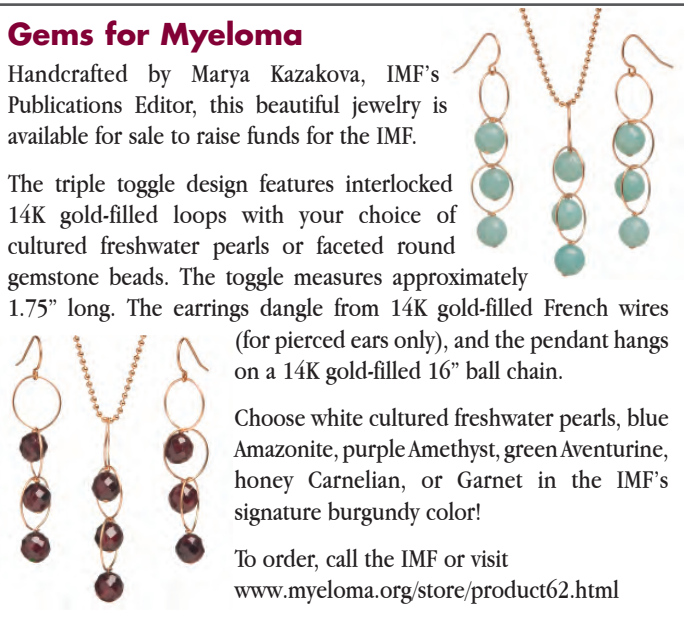 Gems for Myeloma
Handcrafted by Marya Kazakova, IMF's
Publications Editor, this beautiful jewelry is
available for sale to raise funds for the IMF.
The triple toggle design features interlocked
14K gold-filled loops with your choice of
cultured freshwater pearls or faceted round
gemstone beads. The toggle measures approximately
1.75” long. The earrings dangle from 14K gold-filled French wires
(for pierced ears only), and the pendant hangs
on a 14K gold-filled 16” ball chain.
Choose white cultured freshwater pearls, blue
Amazonite, purple Amethyst, green Aventurine,
honey Carnelian, or Garnet in the IMF's
signature burgundy color!
To order, call the IMF or visit
www.myeloma.org/store/product62.html